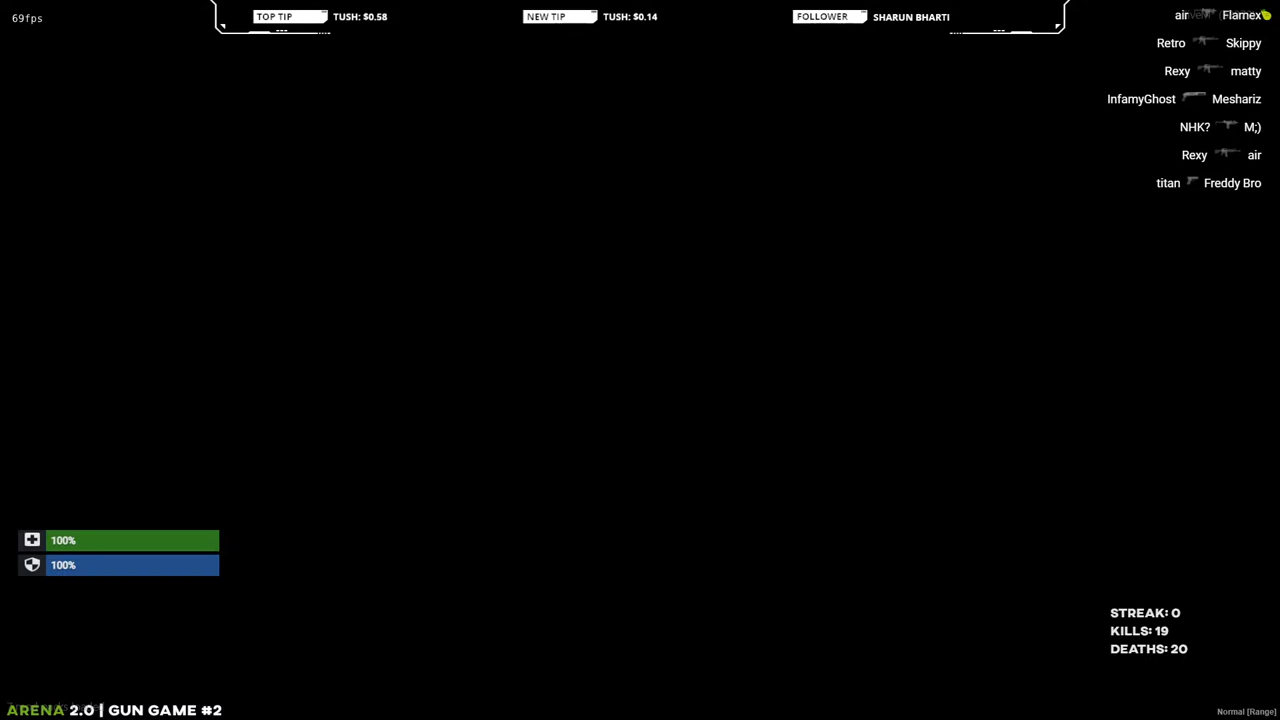 69fps
TOP TIP TUSH: $0.58 NEW TIP TUSH: $0.14 FOLLOWER SHARUN BHARTI
air Flamex
Retro Skippy
Rexy matty
InfamyGhost Meshariz
NHK? M;)
Rexy air
titan Freddy Bro
100%
100%
STREAK: 0
KILLS: 19
DEATHS: 20
ARENA 2.0 | GUN GAME #2
Normal [Range]